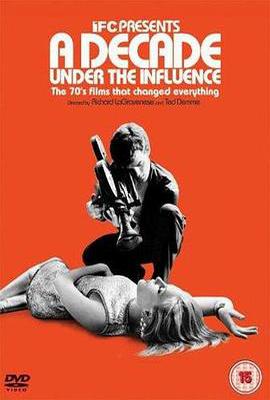 iFC PRESENTS
A DECADE
UNDER THE INFLUENCE
The 70's films that changed everything
Directed by Richard LaGravenese and Ted Demme
DVD
VIDEO
15